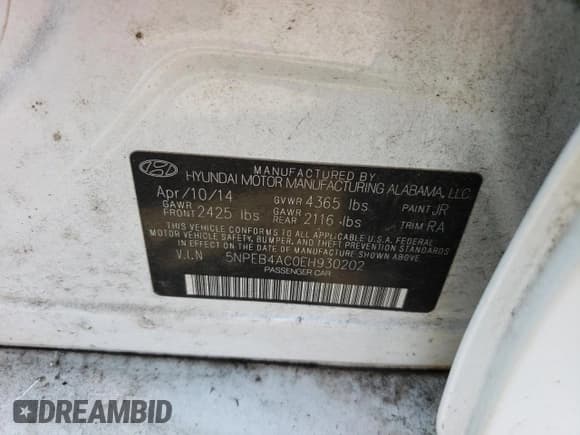 MANUFACTURED BY
HYUNDAI MOTOR MANUFACTURING ALABAMA, LLC
Apr/10/14 GVWR 4365 lbs PAINT JR
GAWR FRONT 2425 lbs GAWR REAR 2116 lbs TRIM RA
THIS VEHICLE CONFORMS TO ALL APPLICABLE U.S.A. FEDERAL
MOTOR VEHICLE SAFETY, BUMPER, AND THEFT PREVENTION STANDARDS
IN EFFECT ON THE DATE OF MANUFACTURE SHOWN ABOVE.
V.I.N 5NPEB4AC0EH930202
PASSENGER CAR
DREAMBID